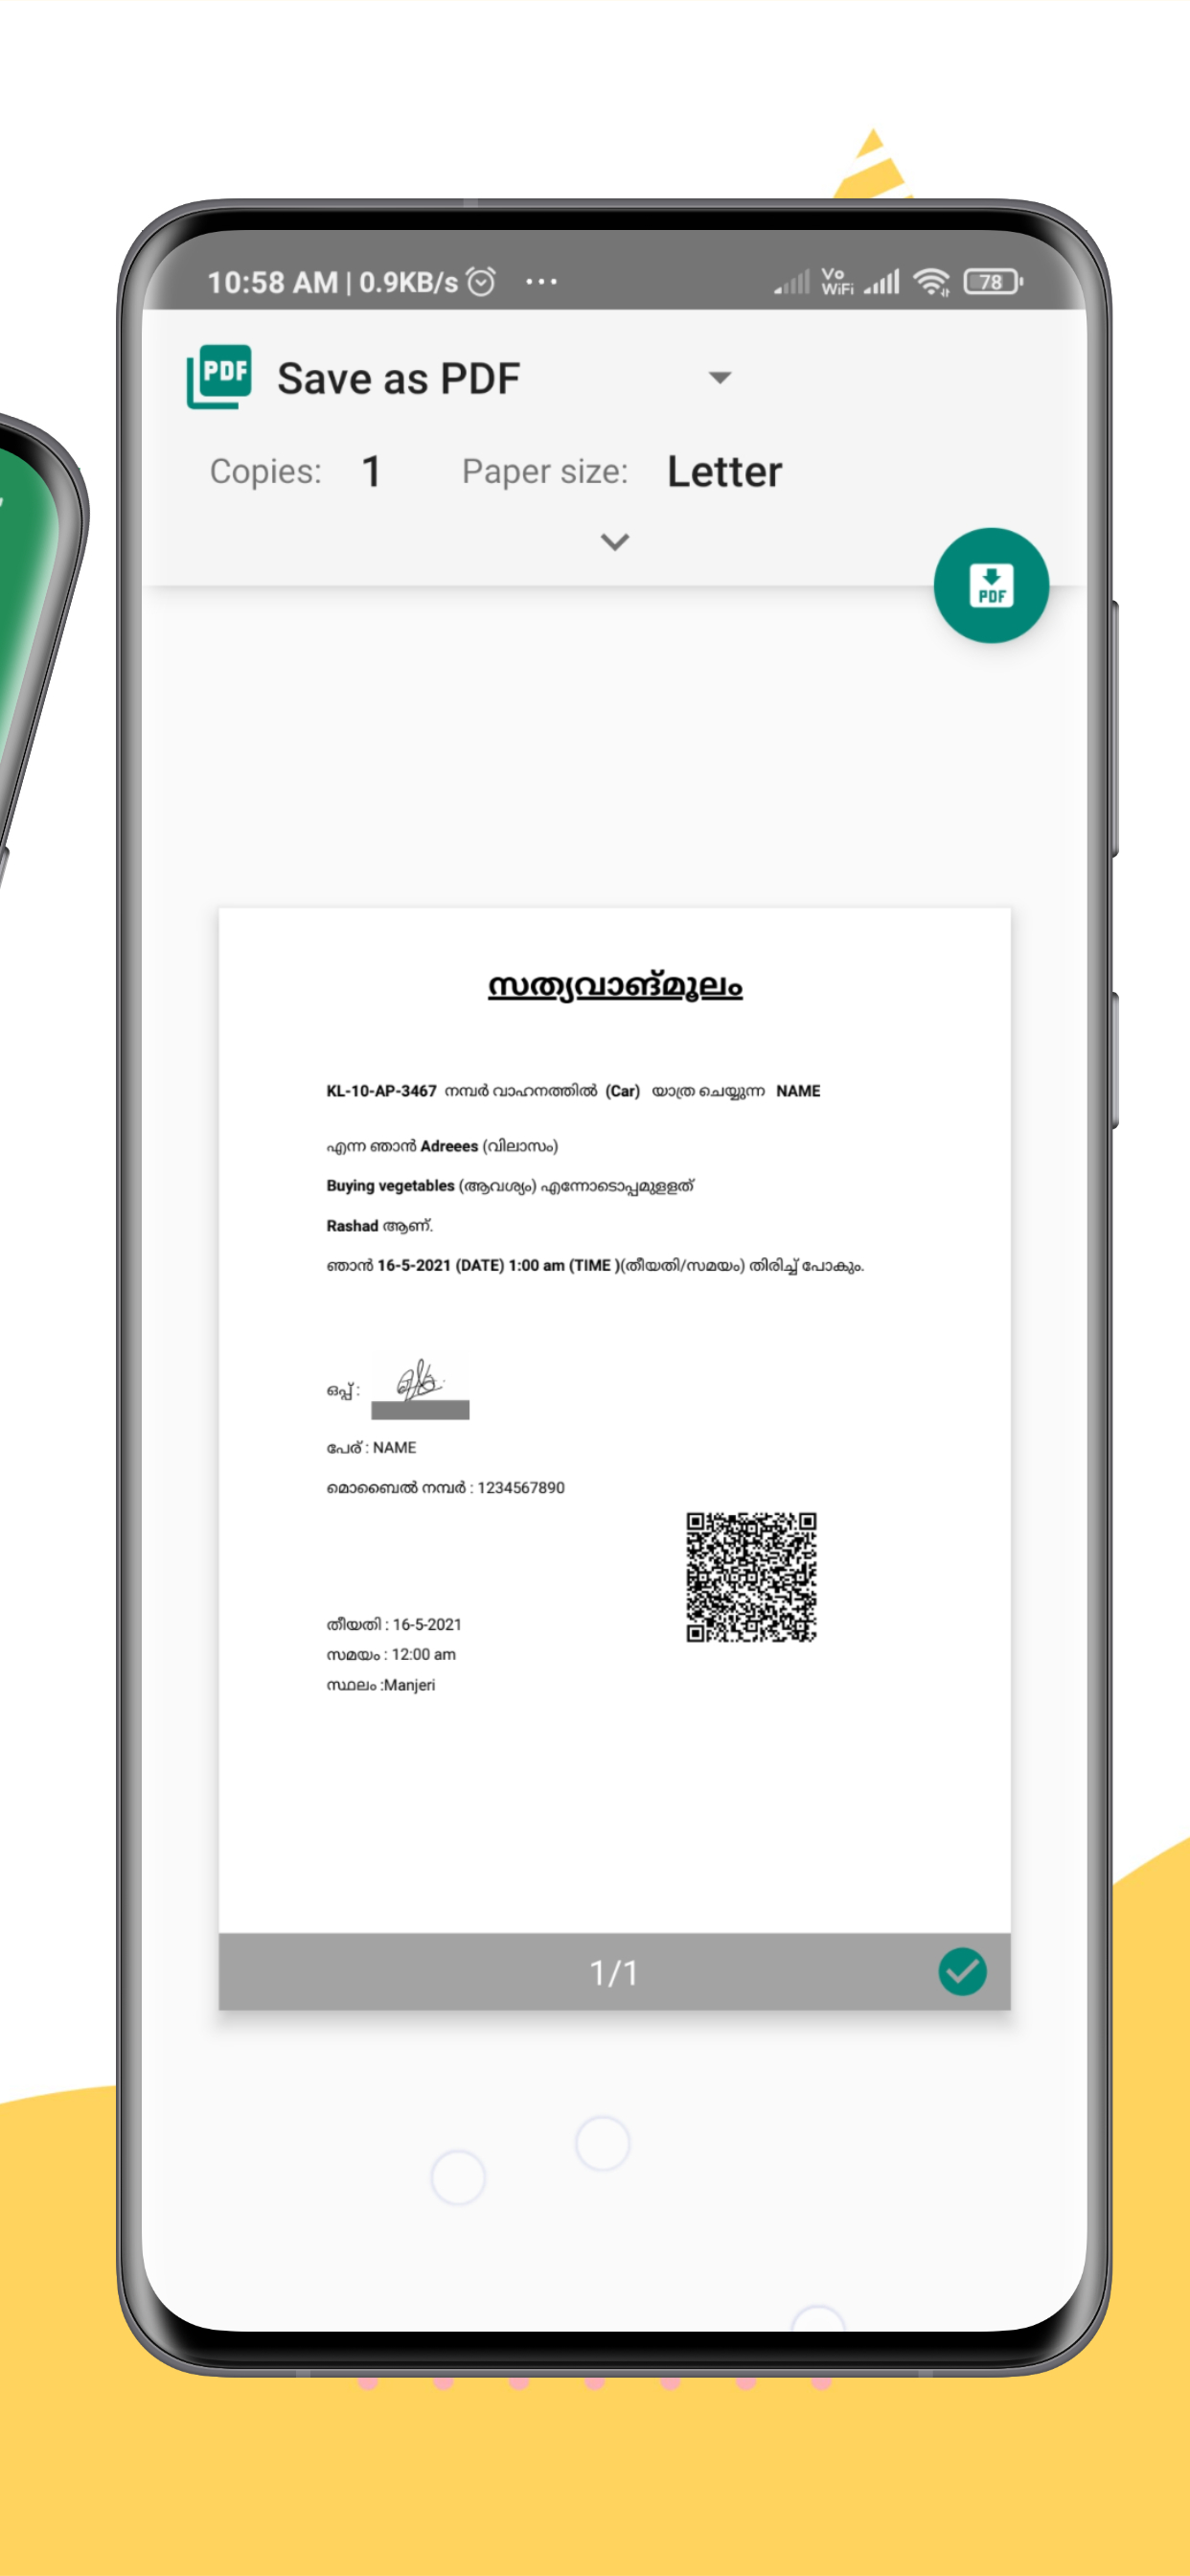 10:58 AM | 0.9KB/s ...
Vo WiFi 78
PDF Save as PDF
Copies: 1 Paper size: Letter
PDF
സത്യവാങ്മൂലം
KL-10-AP-3467 നമ്പർ വാഹനത്തിൽ (Car) യാത്ര ചെയ്യുന്ന NAME
എന്ന ഞാൻ Adreees (വിലാസം)
Buying vegetables (ആവശ്യം) എന്നോടൊപ്പമുളളത്
Rashad ആണ്.
ഞാൻ 16-5-2021 (DATE) 1:00 am (TIME )(തീയതി/സമയം) തിരിച്ച് പോകും.
ഒപ്പ് :
പേര് : NAME
മൊബൈൽ നമ്പർ : 1234567890
തീയതി : 16-5-2021
സമയം : 12:00 am
സ്ഥലം :Manjeri
1/1